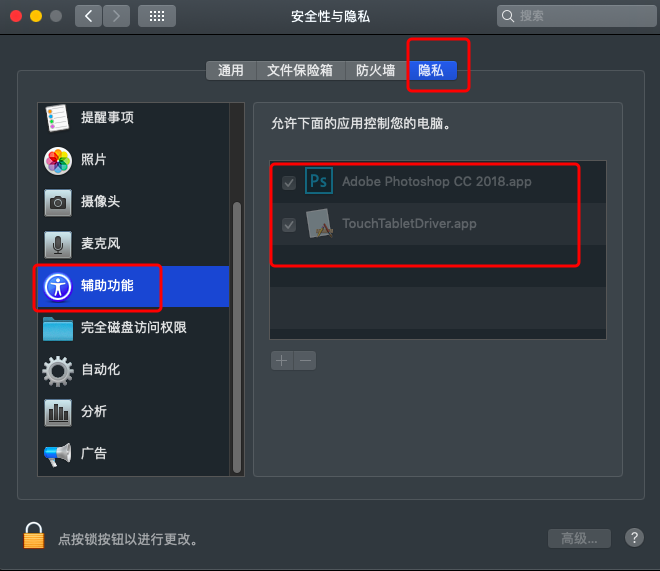 安全性与隐私
搜索
通用 文件保险箱 防火墙 隐私
提醒事项
照片
摄像头
麦克风
辅助功能
完全磁盘访问权限
自动化
分析
广告
允许下面的应用控制您的电脑。
Ps Adobe Photoshop CC 2018.app
TouchTabletDriver.app
点按锁按钮以进行更改。
高级... ?